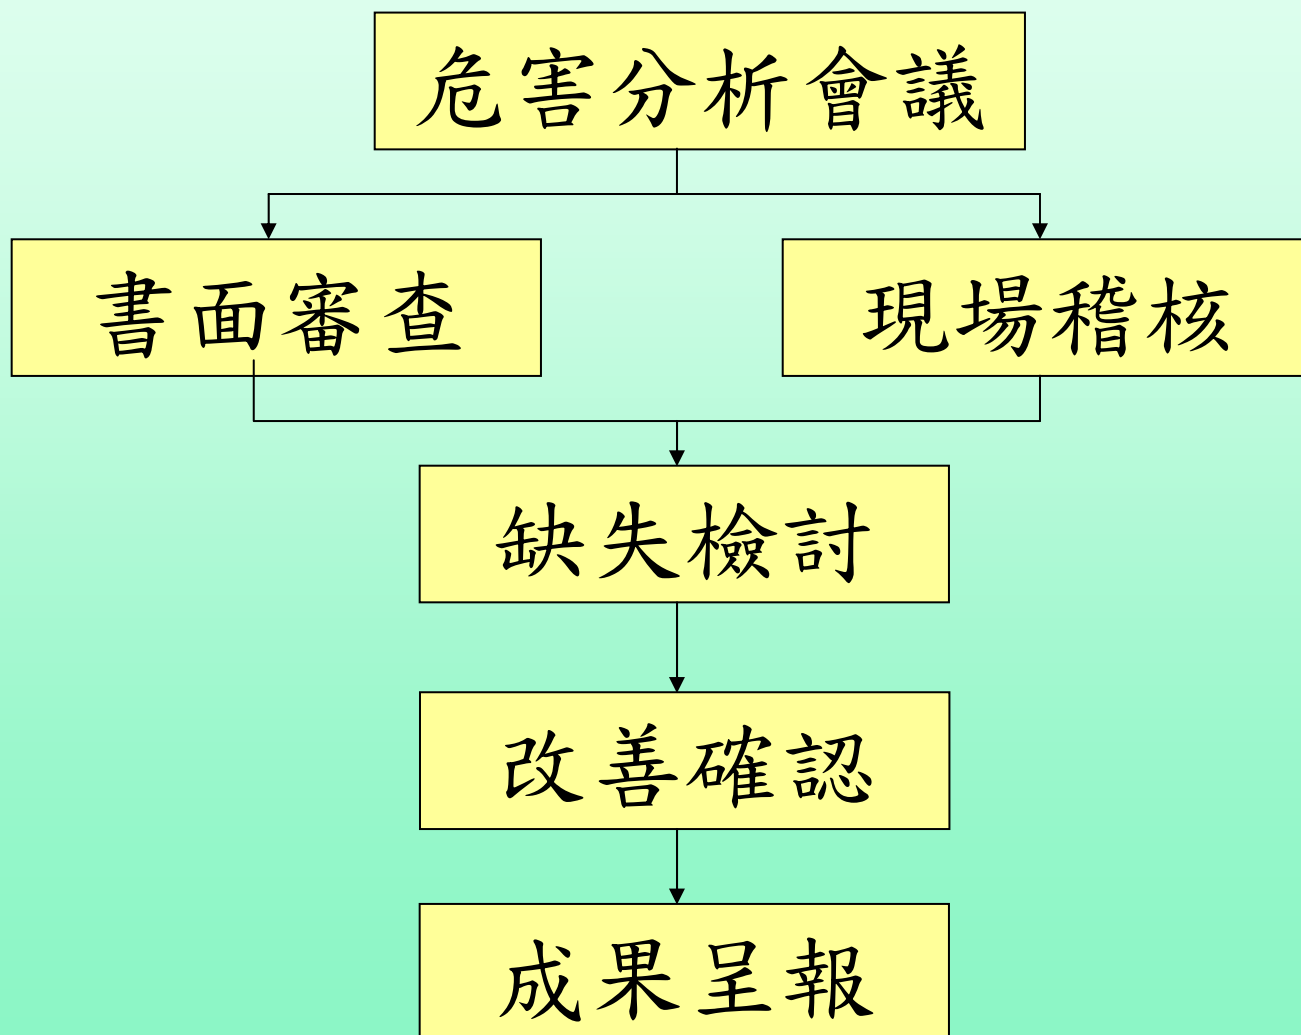 危害分析會議
書面審查
現場稽核
缺失檢討
改善確認
成果呈報